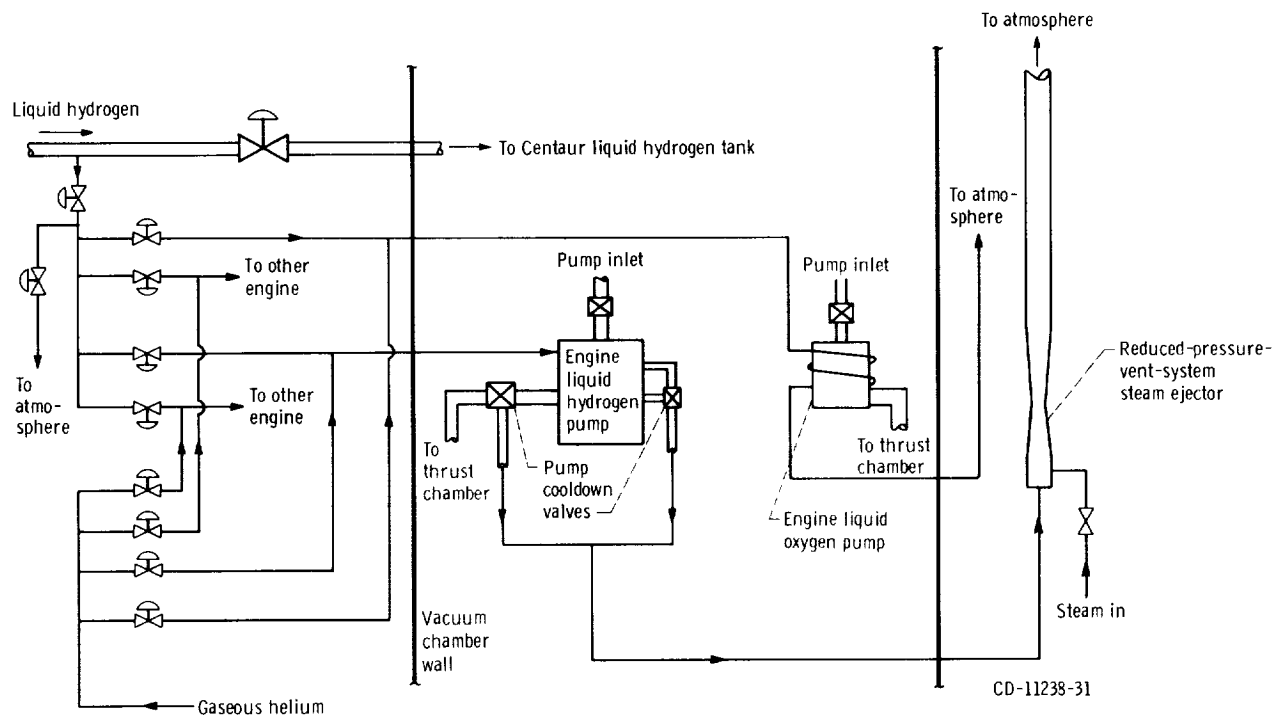 To atmosphere
Liquid hydrogen
To Centaur liquid hydrogen tank
To atmo-
sphere
To other
engine
Pump inlet
Pump inlet
Engine
liquid
hydrogen
pump
Reduced-pressure-
vent-system
steam ejector
To
atmo-
sphere
To other
engine
To
thrust
chamber
Pump
cooldown
valves
To thrust
chamber
Engine liquid
oxygen pump
Vacuum
chamber
wall
Steam in
CD-11238-31
Gaseous helium